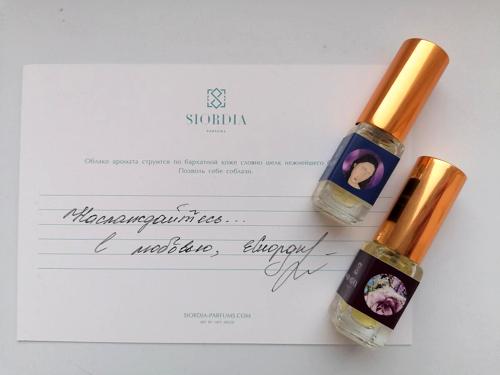 SIORDIA
PARFUMS
Облако аромата струится по бархатной коже словно шелк нежнейшего
Позволь себе соблазн.
Наслаждайтесь...
с любовью,
SIORDIA-PARFUMS.COM